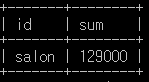 | id | sum |
| salon | 129000 |